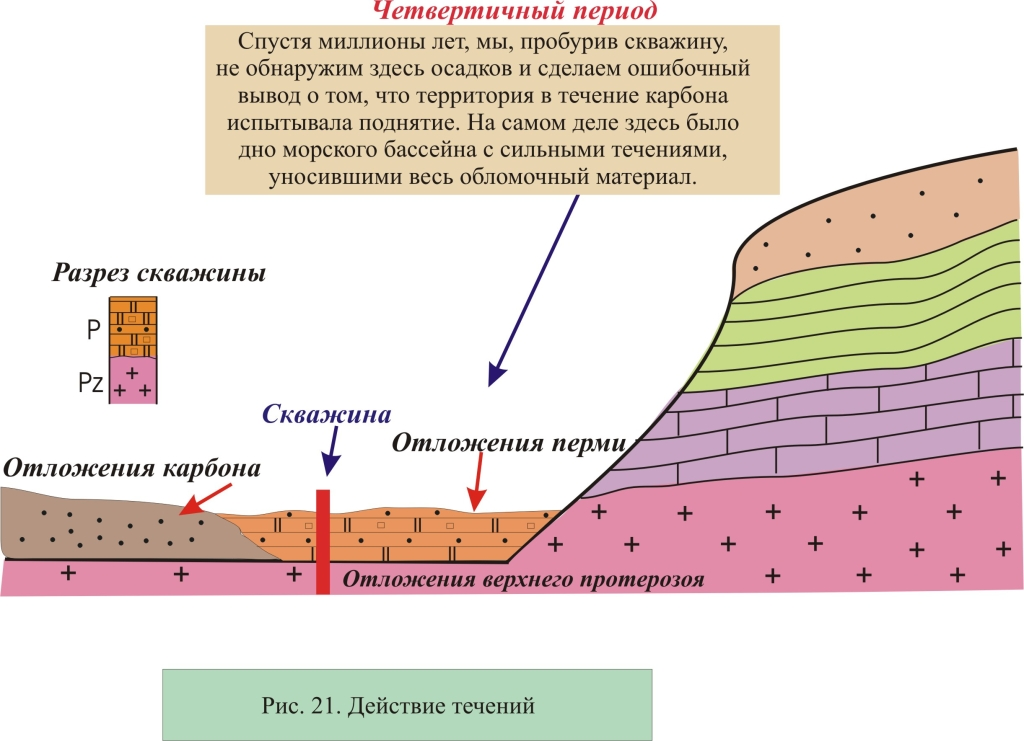 Четвертичный период
Спустя миллионы лет, мы, пробурив скважину,
не обнаружим здесь осадков и сделаем ошибочный
вывод о том, что территория в течение карбона
испытывала поднятие. На самом деле здесь было
дно морского бассейна с сильными течениями,
уносившими весь обломочный материал.
Разрез скважины
P
Pz
Скважина
Отложения перми
Отложения карбона
Отложения верхнего протерозоя
Рис. 21. Действие течений